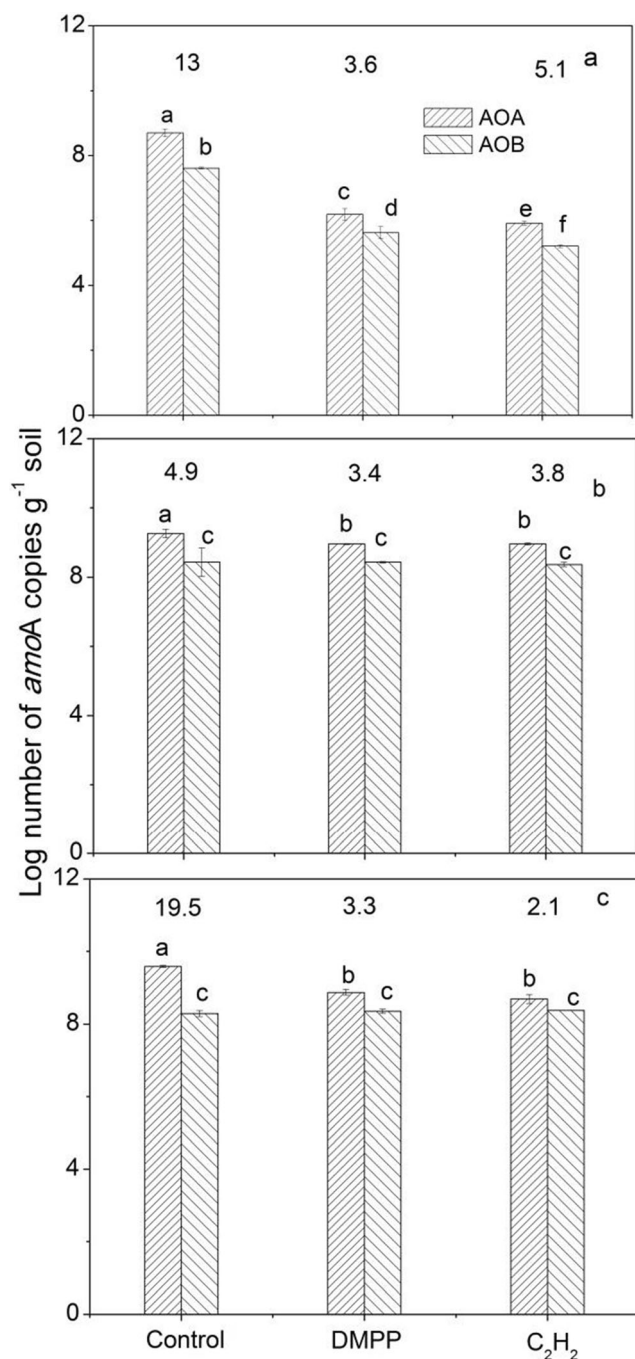 12
13 3.6 5.1 a
AOA
AOB
a b c d e f
8
4
0
12
4.9 3.4 3.8 b
a c b c b c
8
4
0
12
19.5 3.3 2.1 c
a c b c b c
8
4
0
Control DMPP C₂H₂
Log number of amoA copies g⁻¹ soil